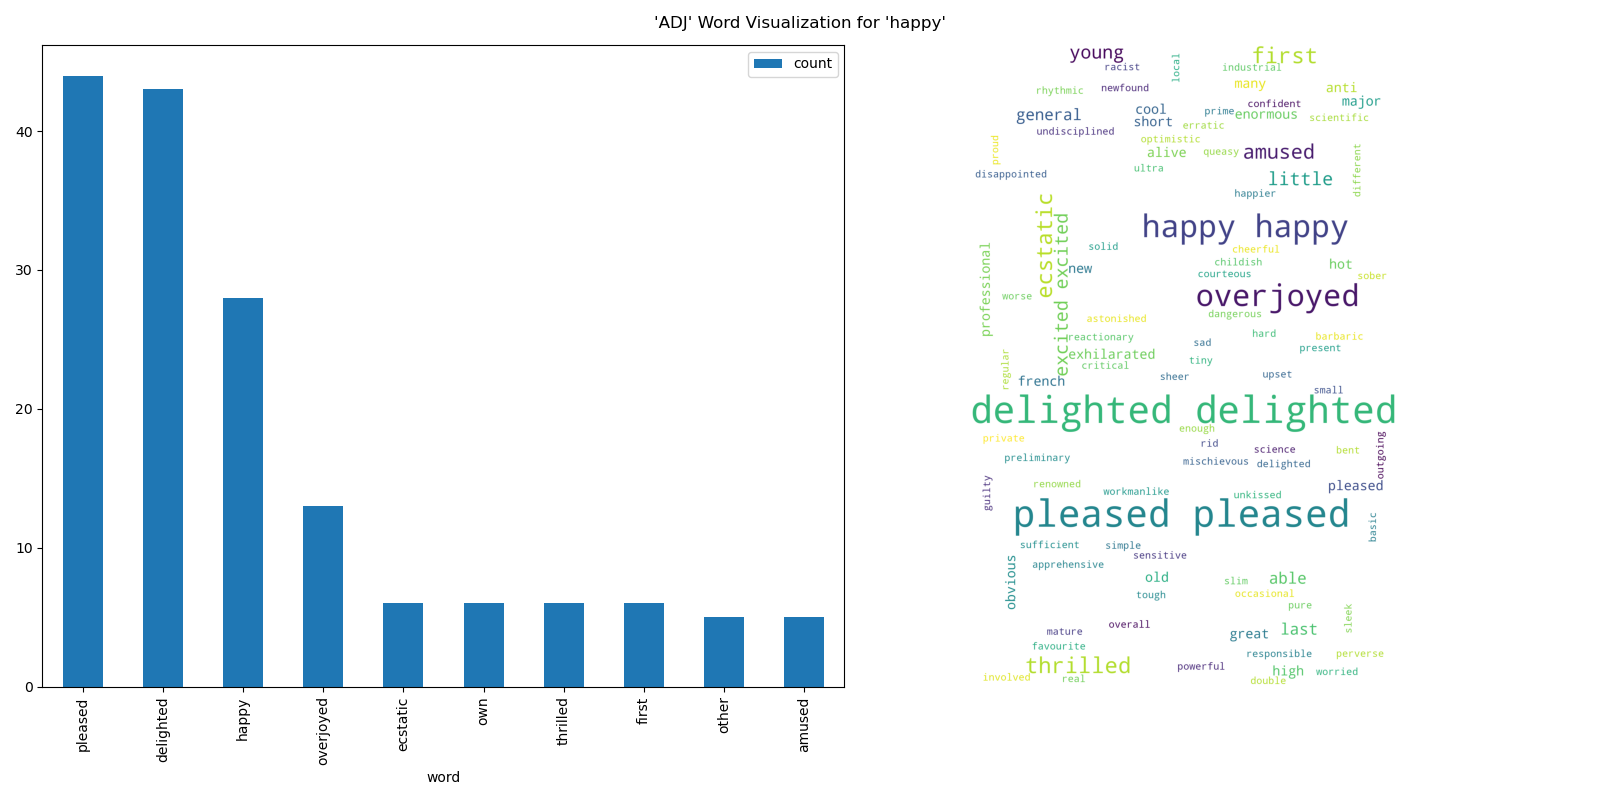 'ADJ' Word Visualization for 'happy'
count
40
30
20
10
0
pleased
delighted
happy
overjoyed
ecstatic
own
thrilled
first
other
amused
word
young
first
racist
local
industrial
rhythmic
newfound
many
anti
confident
major
general
cool
short
prime
enormous
scientific
undisciplined
erratic
optimistic
proud
alive
queasy
amused
different
ultra
disappointed
little
happier
ecstatic
excited excited
happy happy
solid
cheerful
professional
new
childish
hot
courteous
sober
worse
overjoyed
dangerous
astonished
reactionary
hard
barbaric
sad
present
exhilarated
tiny
critical
regular
french
sheer
upset
small
delighted delighted
enough
private
rid
science
bent
outgoing
preliminary
mischievous
delighted
guilty
renowned
workmanlike
unkissed
pleased
pleased pleased
basic
sufficient
simple
sensitive
apprehensive
obvious
old
slim
able
tough
occasional
pure
sleek
mature
overall
great
last
favourite
responsible
perverse
thrilled
powerful
high
worried
involved
real
double